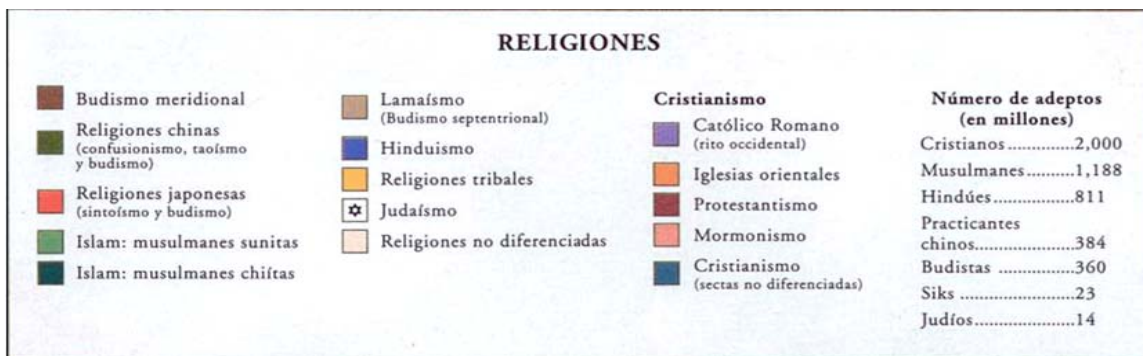 RELIGIONES
Budismo meridional
Religiones chinas
(confusionismo, taoísmo
y budismo)
Religiones japonesas
(sintoísmo y budismo)
Islam: musulmanes sunitas
Islam: musulmanes chiítas
Lamaísmo
(Budismo septentrional)
Hinduismo
Religiones tribales
Judaísmo
Religiones no diferenciadas
Cristianismo
Católico Romano
(rito occidental)
Iglesias orientales
Protestantismo
Mormonismo
Cristianismo
(sectas no diferenciadas)
Número de adeptos
(en millones)
Cristianos ..............2,000
Musulmanes..........1,188
Hindúes...................811
Practicantes
chinos.....................384
Budistas ..................360
Siks ..........................23
Judíos.......................14